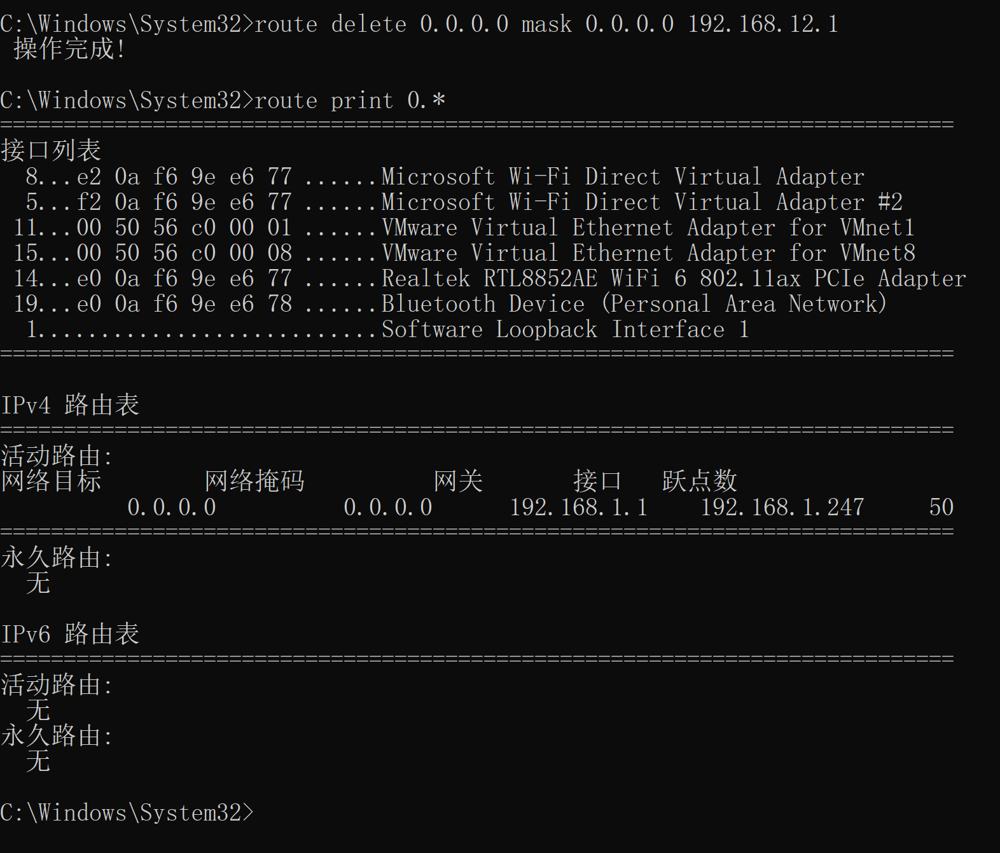 C:\Windows\System32>route delete 0.0.0.0 mask 0.0.0.0 192.168.12.1
 操作完成!

C:\Windows\System32>route print 0.*
===========================================================================
接口列表
  8...e2 0a f6 9e e6 77 ......Microsoft Wi-Fi Direct Virtual Adapter
  5...f2 0a f6 9e e6 77 ......Microsoft Wi-Fi Direct Virtual Adapter #2
 11...00 50 56 c0 00 01 ......VMware Virtual Ethernet Adapter for VMnet1
 15...00 50 56 c0 00 08 ......VMware Virtual Ethernet Adapter for VMnet8
 14...e0 0a f6 9e e6 77 ......Realtek RTL8852AE WiFi 6 802.11ax PCIe Adapter
 19...e0 0a f6 9e e6 78 ......Bluetooth Device (Personal Area Network)
  1...........................Software Loopback Interface 1
===========================================================================

IPv4 路由表
===========================================================================
活动路由:
网络目标        网络掩码          网关       接口   跃点数
          0.0.0.0          0.0.0.0      192.168.1.1    192.168.1.247     50
===========================================================================
永久路由:
  无

IPv6 路由表
===========================================================================
活动路由:
  无
永久路由:
  无

C:\Windows\System32>